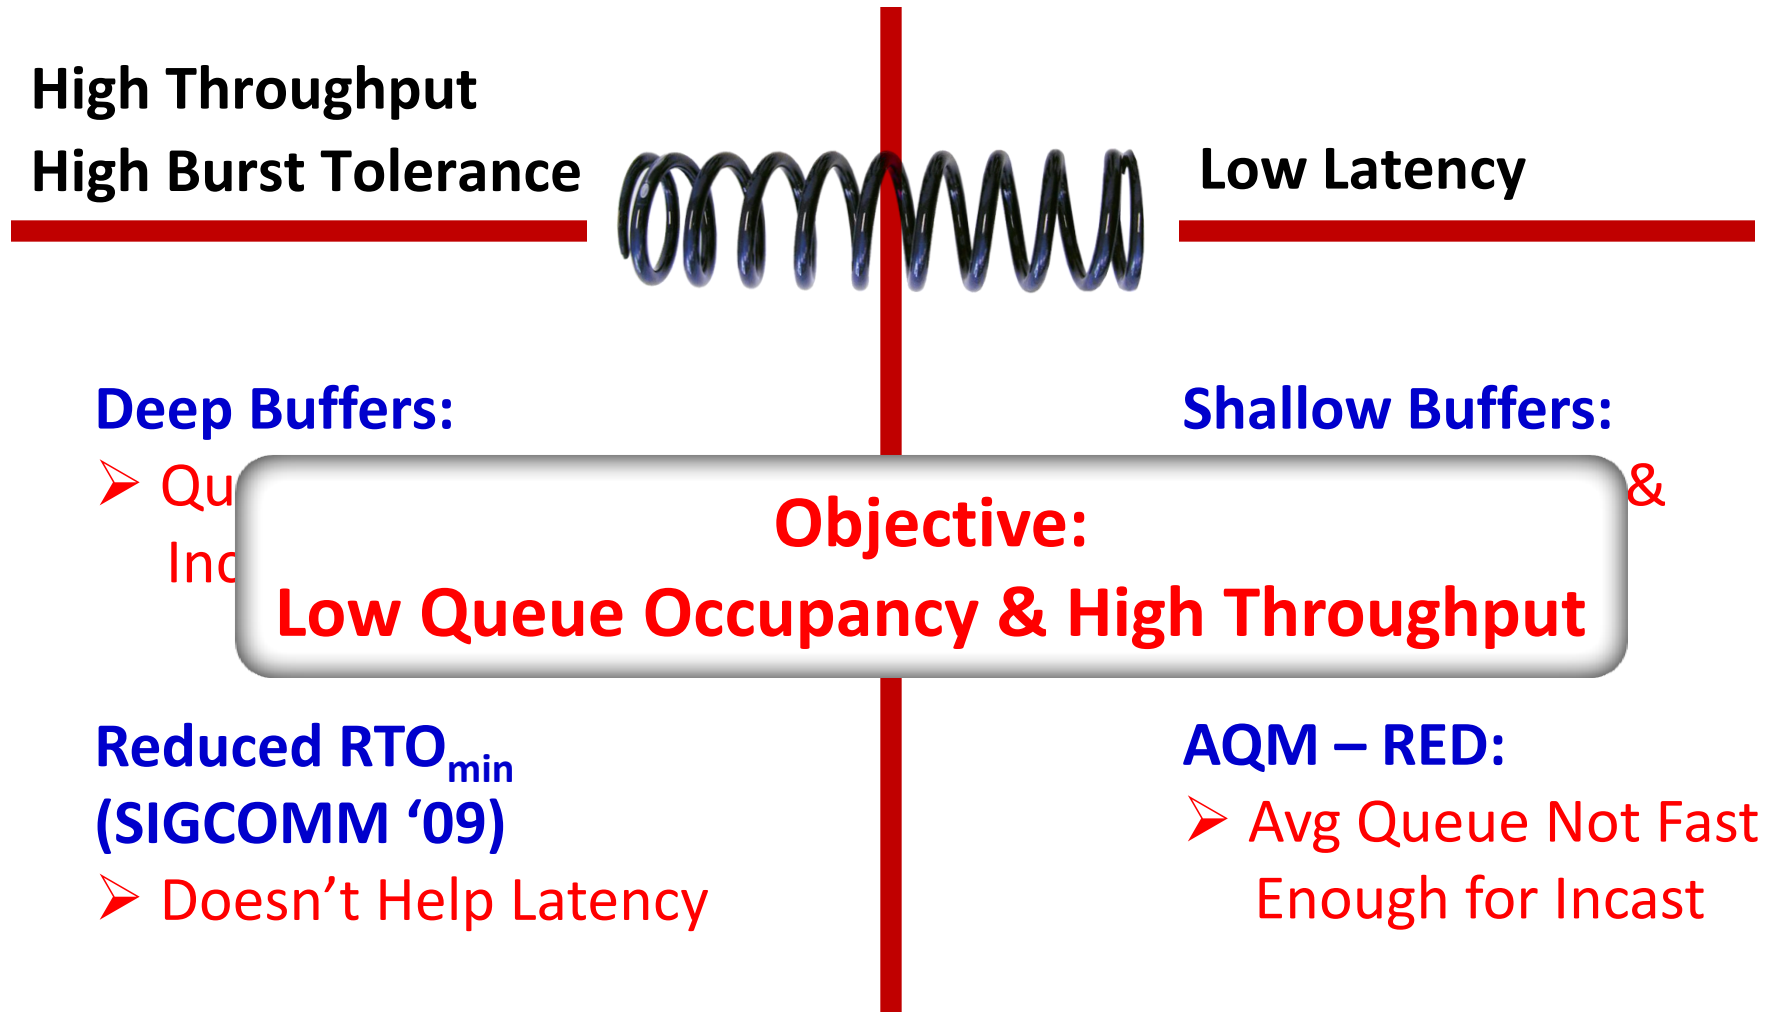 High Throughput
High Burst Tolerance
Low Latency
Deep Buffers:
Shallow Buffers:
&
Objective:
Low Queue Occupancy & High Throughput
Reduced RTOmin
(SIGCOMM ‘09)
➢ Doesn’t Help Latency
AQM – RED:
➢ Avg Queue Not Fast
Enough for Incast